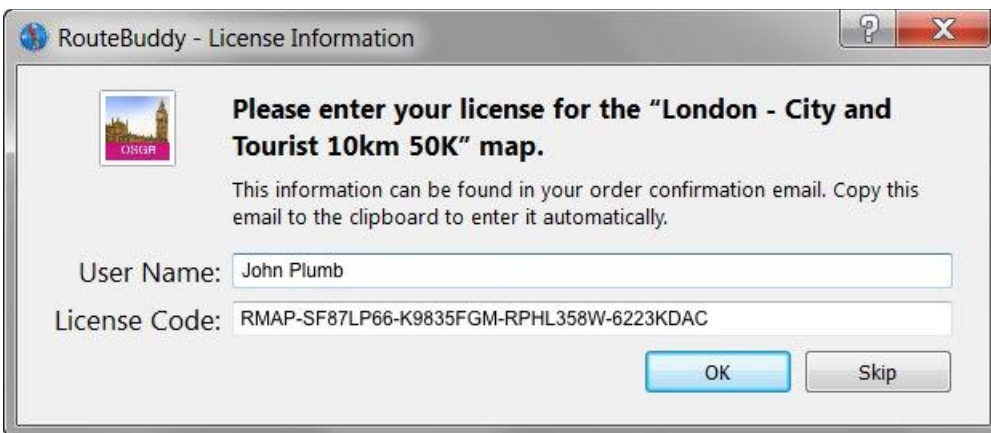 RouteBuddy - License Information
?
X
OSGR
Please enter your license for the “London - City and
Tourist 10km 50K” map.
This information can be found in your order confirmation email. Copy this
email to the clipboard to enter it automatically.
User Name: John Plumb
License Code: RMAP-SF87LP66-K9835FGM-RPHL358W-6223KDAC
OK Skip